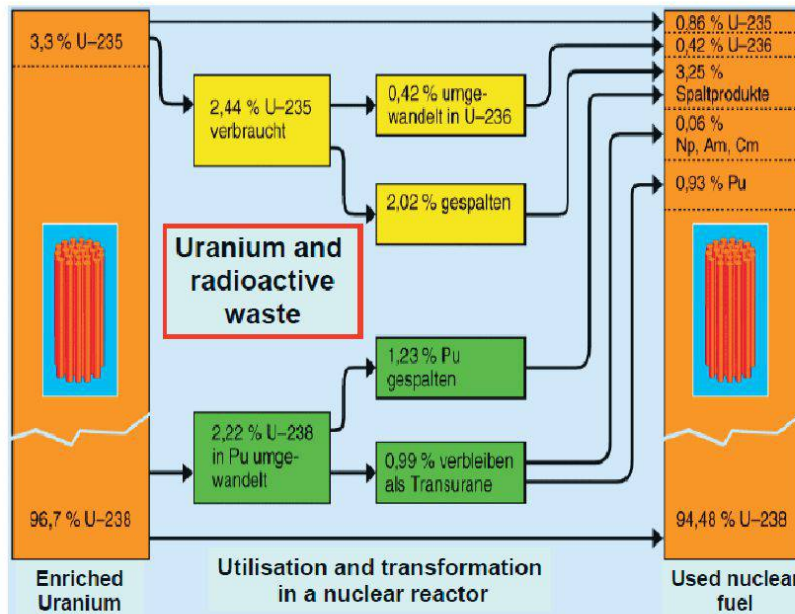 3,3 % U–235
96,7 % U–238
Enriched
Uranium
2,44 % U–235
verbraucht
0,42 % umge-
wandelt in U–236
2,02 % gespalten
Uranium and
radioactive
waste
1,23 % Pu
gespalten
2,22 % U–238
in Pu umge-
wandelt
0,99 % verbleiben
als Transurane
Utilisation and transformation
in a nuclear reactor
0,86 % U–235
0,42 % U–236
3,25 %
Spaltprodukte
0,06 %
Np, Am, Cm
0,93 % Pu
94,48 % U–238
Used nuclear
fuel